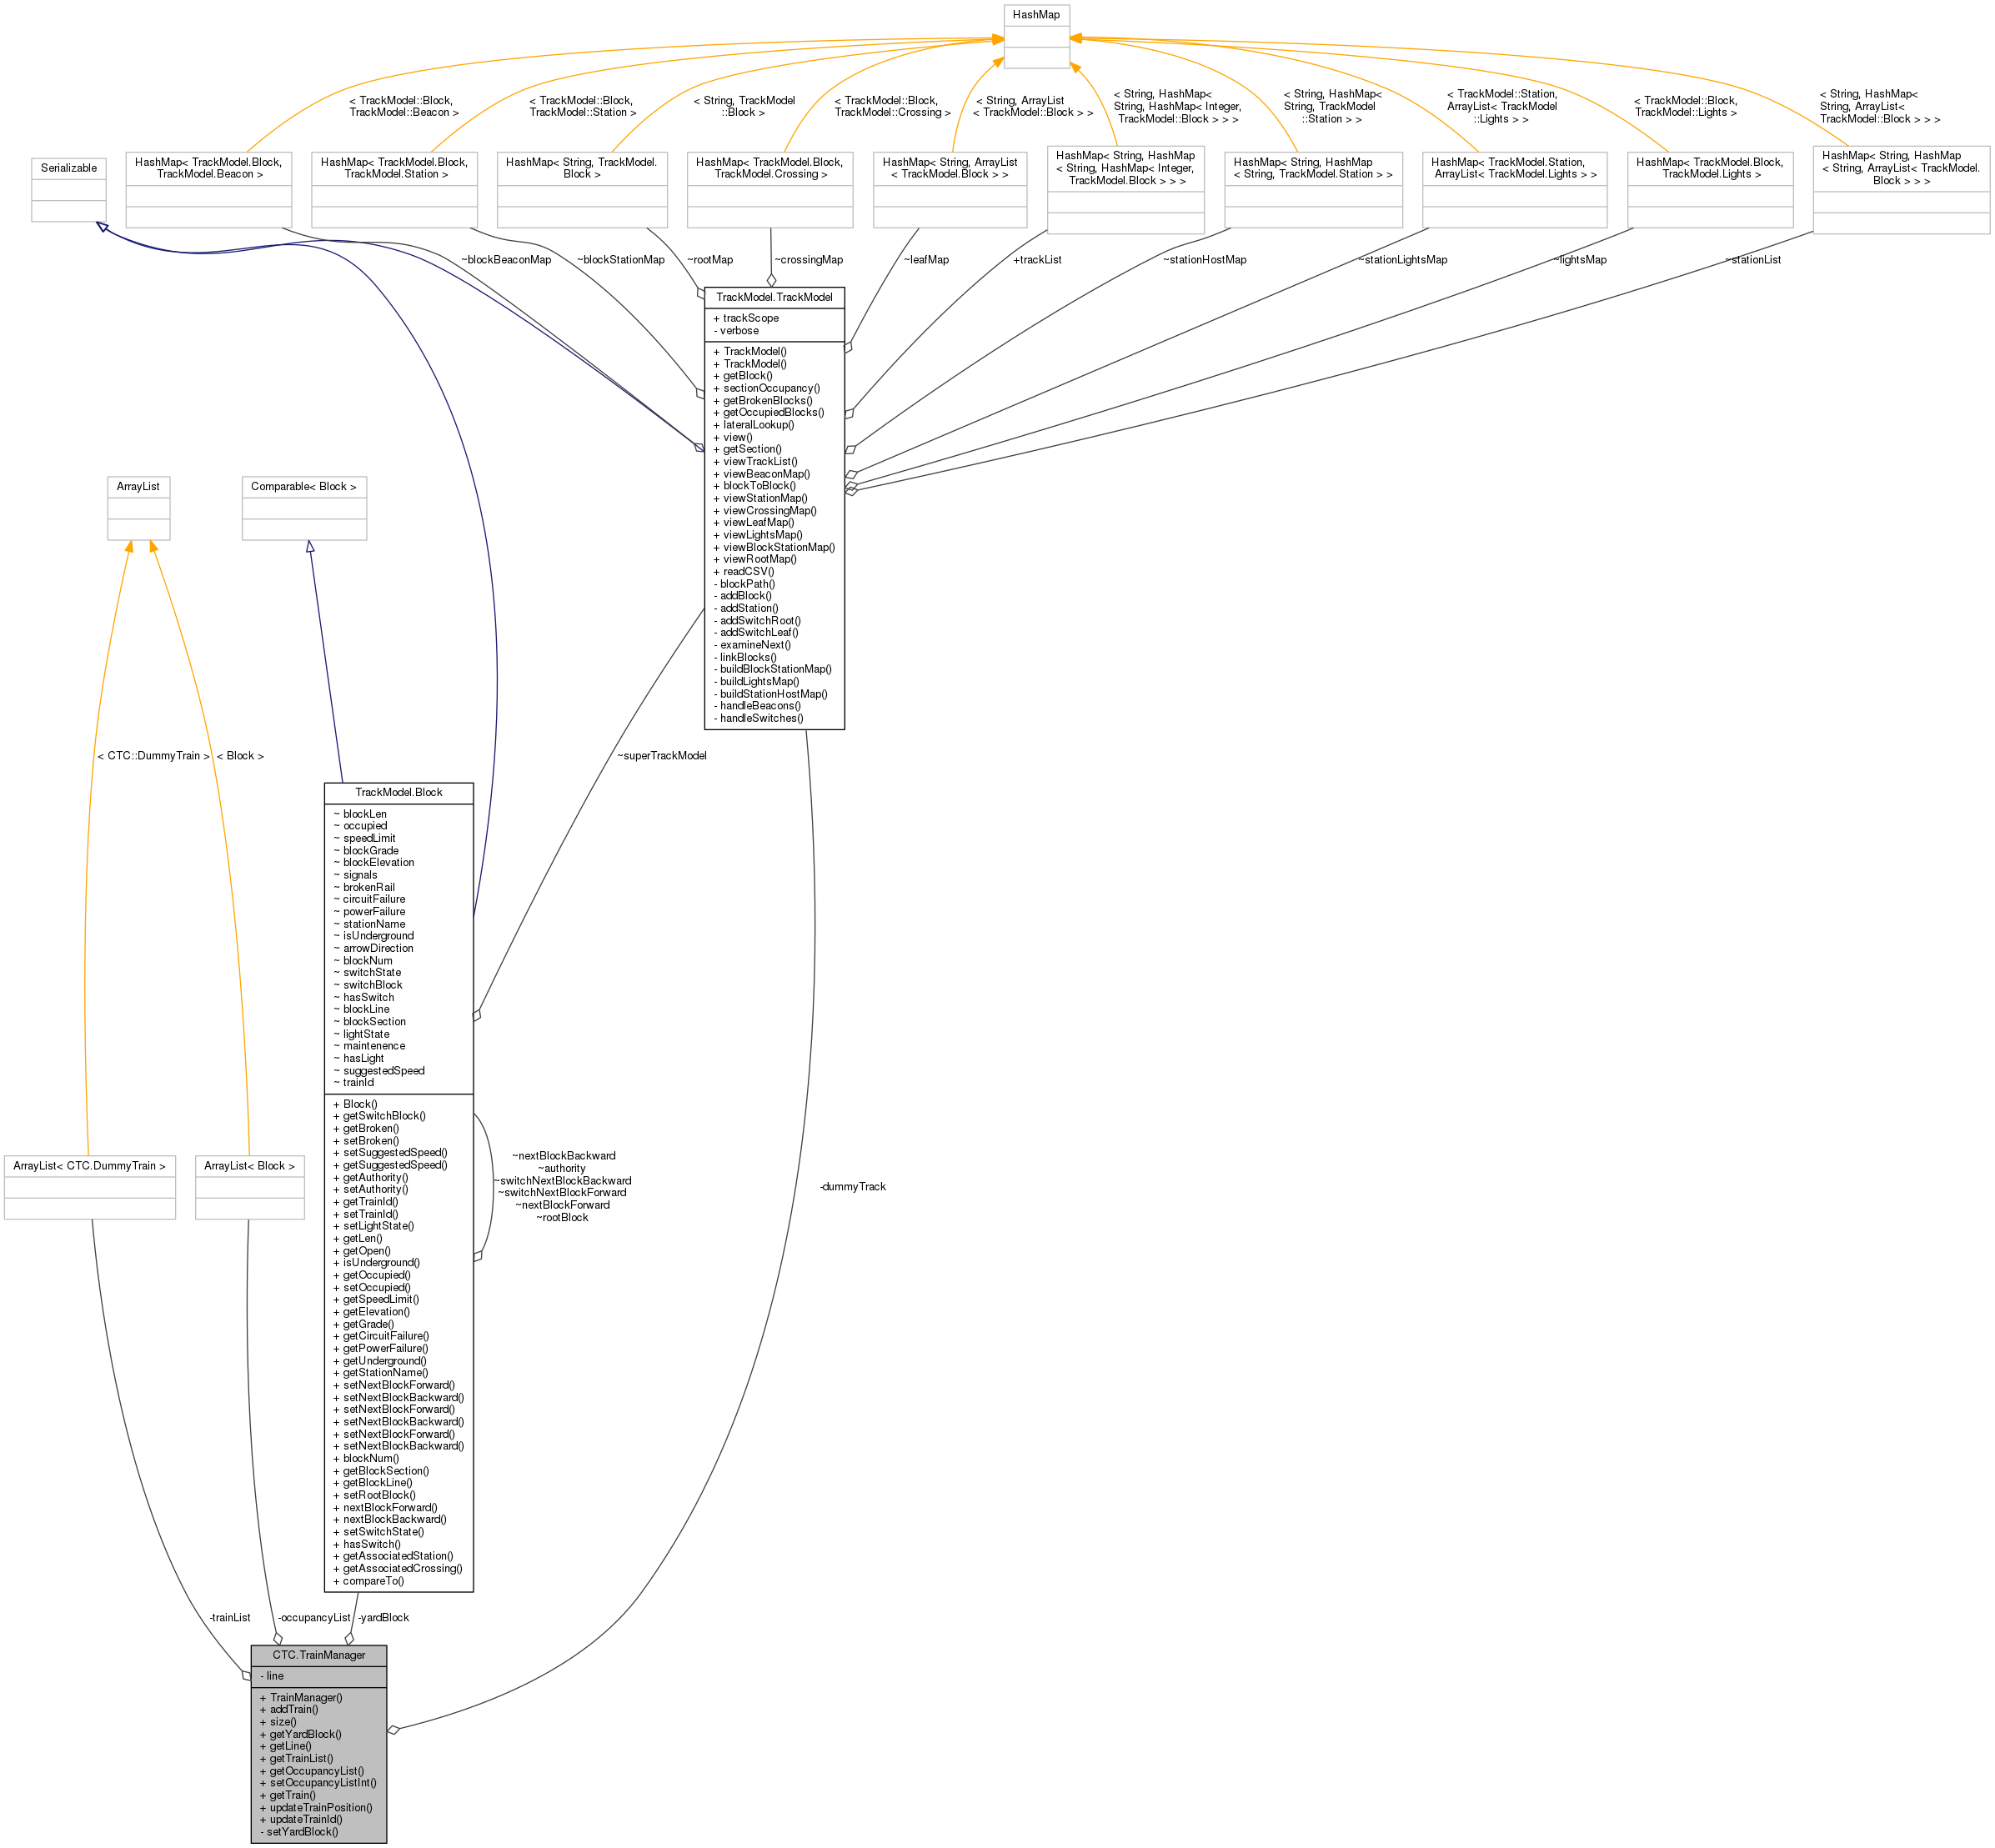 HashMap
< TrackModel::Block,
TrackModel::Beacon >
< TrackModel::Block,
TrackModel::Station >
< String, TrackModel
::Block >
< TrackModel::Block,
TrackModel::Crossing >
< String, ArrayList
< TrackModel::Block > >
< String, HashMap<
String, HashMap< Integer,
TrackModel::Block > > >
< String, HashMap<
String, TrackModel
::Station > >
< TrackModel::Station,
ArrayList< TrackModel
::Lights > >
< TrackModel::Block,
TrackModel::Lights >
< String, HashMap<
String, ArrayList<
TrackModel::Block > > >
Serializable
HashMap< TrackModel.Block,
TrackModel.Beacon >
HashMap< TrackModel.Block,
TrackModel.Station >
HashMap< String, TrackModel.
Block >
HashMap< TrackModel.Block,
TrackModel.Crossing >
HashMap< String, ArrayList
< TrackModel.Block > >
HashMap< String, HashMap
< String, HashMap< Integer,
TrackModel.Block > > >
HashMap< String, HashMap
< String, TrackModel.Station > >
HashMap< TrackModel.Station,
ArrayList< TrackModel.Lights > >
HashMap< TrackModel.Block,
TrackModel.Lights >
HashMap< String, HashMap
< String, ArrayList< TrackModel.
Block > > >
~blockBeaconMap
~blockStationMap
~rootMap
~crossingMap
~leafMap
+trackList
~stationHostMap
~stationLightsMap
~lightsMap
~stationList
TrackModel.TrackModel
+ trackScope
- verbose
+ TrackModel()
+ TrackModel()
+ getBlock()
+ sectionOccupancy()
+ getBrokenBlocks()
+ getOccupiedBlocks()
+ lateralLookup()
+ view()
+ getSection()
+ viewTrackList()
+ viewBeaconMap()
+ blockToBlock()
+ viewStationMap()
+ viewCrossingMap()
+ viewLeafMap()
+ viewLightsMap()
+ viewBlockStationMap()
+ viewRootMap()
+ readCSV()
- blockPath()
- addBlock()
- addStation()
- addSwitchRoot()
- addSwitchLeaf()
- examineNext()
- linkBlocks()
- buildBlockStationMap()
- buildLightsMap()
- buildStationHostMap()
- handleBeacons()
- handleSwitches()
ArrayList
Comparable< Block >
< CTC::DummyTrain >
< Block >
~superTrackModel
TrackModel.Block
~ blockLen
~ occupied
~ speedLimit
~ blockGrade
~ blockElevation
~ signals
~ brokenRail
~ circuitFailure
~ powerFailure
~ stationName
~ isUnderground
~ arrowDirection
~ blockNum
~ switchState
~ switchBlock
~ hasSwitch
~ blockLine
~ blockSection
~ lightState
~ maintenence
~ hasLight
~ suggestedSpeed
~ trainId
+ Block()
+ getSwitchBlock()
+ getBroken()
+ setBroken()
+ setSuggestedSpeed()
+ getSuggestedSpeed()
+ getAuthority()
+ setAuthority()
+ getTrainId()
+ setTrainId()
+ setLightState()
+ getLen()
+ getOpen()
+ isUnderground()
+ getOccupied()
+ setOccupied()
+ getSpeedLimit()
+ getElevation()
+ getGrade()
+ getCircuitFailure()
+ getPowerFailure()
+ getUnderground()
+ getStationName()
+ setNextBlockForward()
+ setNextBlockBackward()
+ setNextBlockForward()
+ setNextBlockBackward()
+ setNextBlockForward()
+ setNextBlockBackward()
+ blockNum()
+ getBlockSection()
+ getBlockLine()
+ setRootBlock()
+ nextBlockForward()
+ nextBlockBackward()
+ setSwitchState()
+ hasSwitch()
+ getAssociatedStation()
+ getAssociatedCrossing()
+ compareTo()
~nextBlockBackward
~authority
~switchNextBlockBackward
~switchNextBlockForward
~nextBlockForward
~rootBlock
-dummyTrack
ArrayList< CTC.DummyTrain >
ArrayList< Block >
-trainList
-occupancyList
-yardBlock
CTC.TrainManager
- line
+ TrainManager()
+ addTrain()
+ size()
+ getYardBlock()
+ getLine()
+ getTrainList()
+ getOccupancyList()
+ setOccupancyListInt()
+ getTrain()
+ updateTrainPosition()
+ updateTrainId()
- setYardBlock()